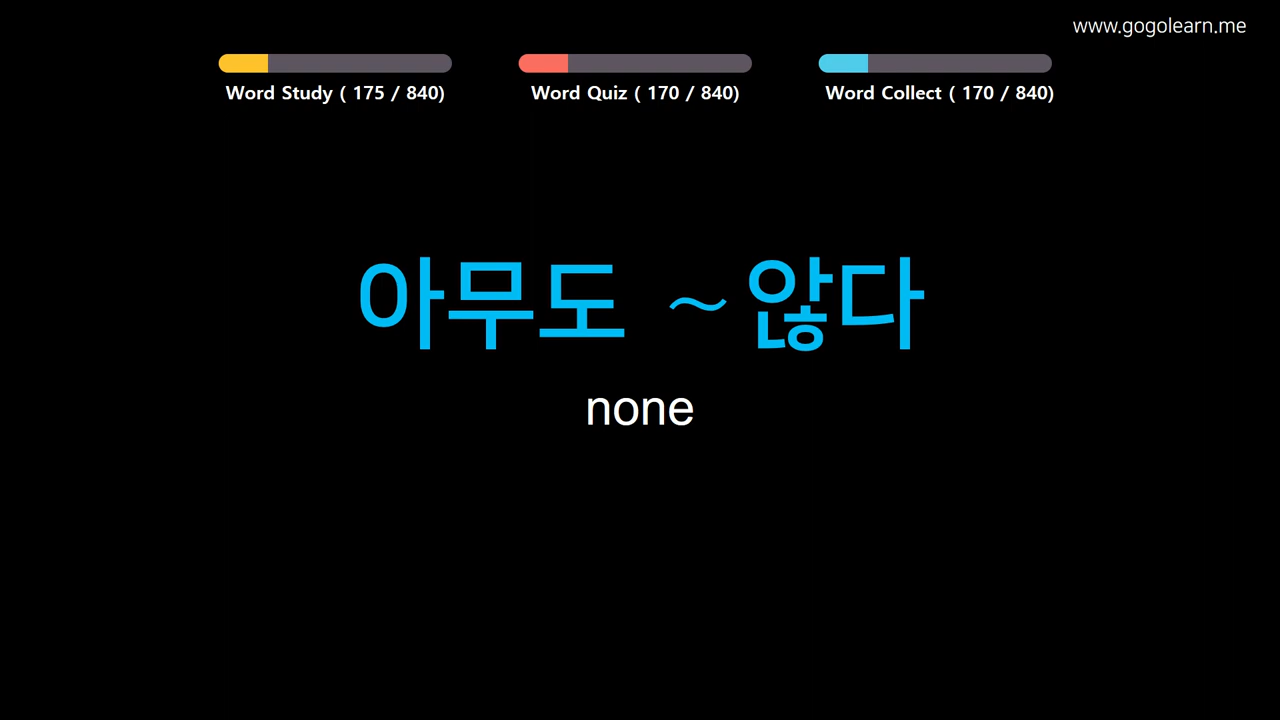 www.gogolearn.me
Word Study ( 175 / 840)
Word Quiz ( 170 / 840)
Word Collect ( 170 / 840)
아무도 ~않다
none